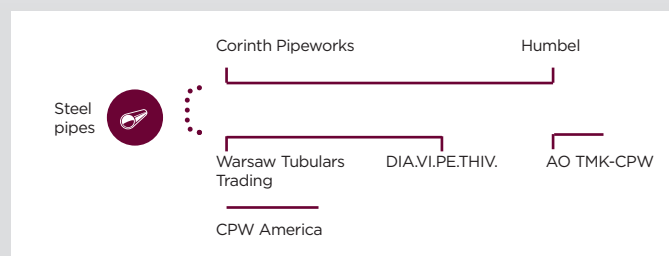 Corinth Pipeworks
Humbel
Steel
pipes
Warsaw Tubulars
Trading
DIA.VI.PE.THIV.
AO TMK-CPW
CPW America